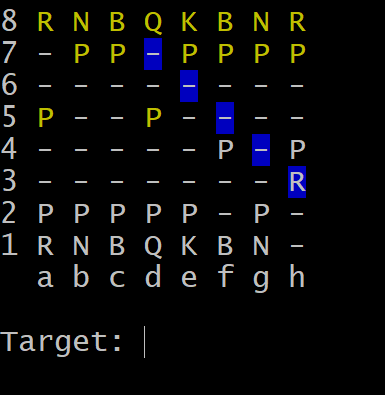 8 R N B Q K B N R
7 - P P - P P P P
6 - - - - - - - -
5 P - - P - - - -
4 - - - - - P - P
3 - - - - - - - R
2 P P P P P - P -
1 R N B Q K B N -
a b c d e f g h
Target: